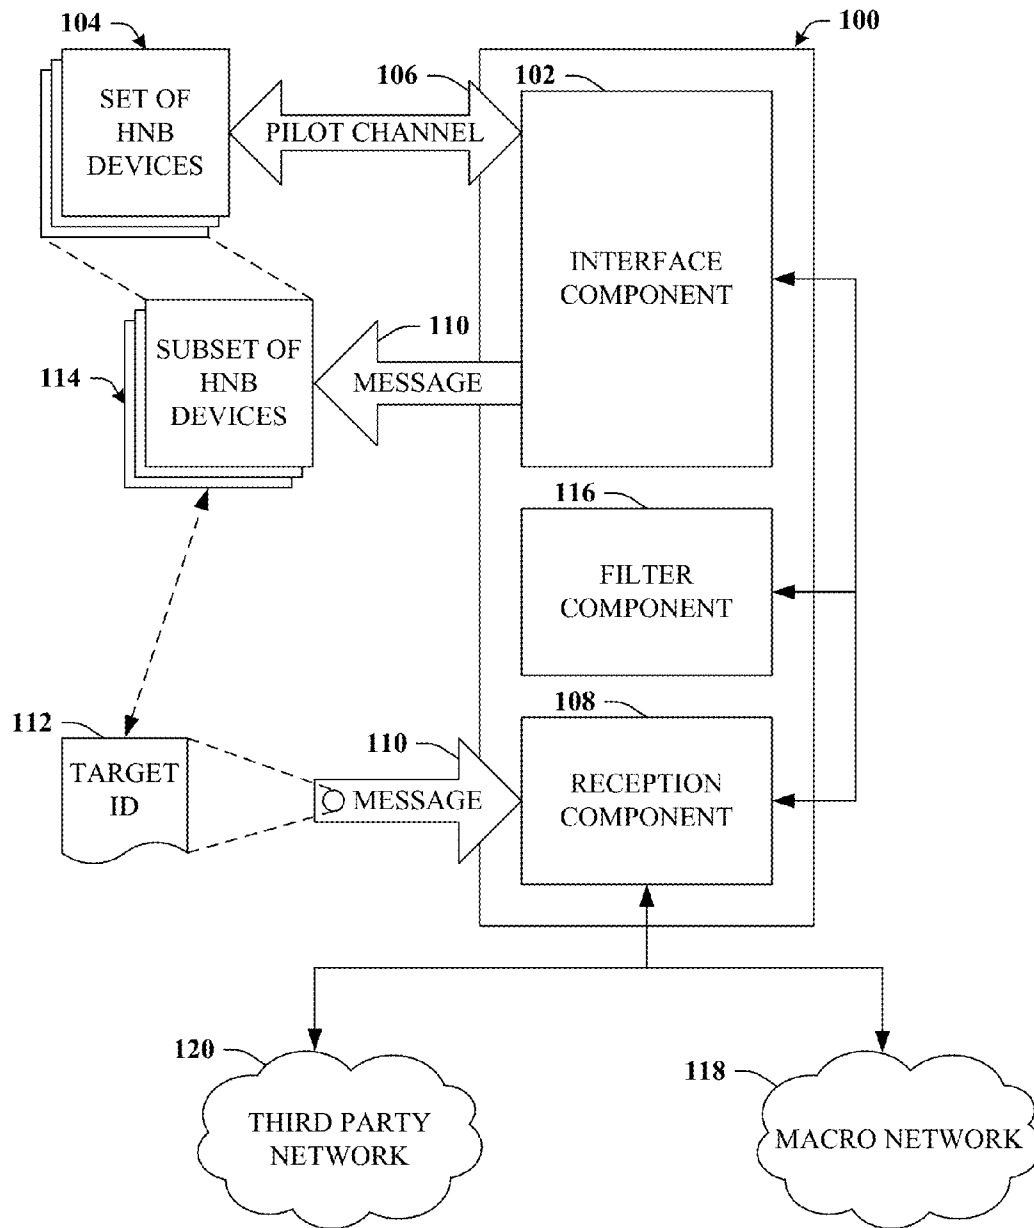 104
100
SET OF
HNB
DEVICES
106
PILOT CHANNEL
102
INTERFACE
COMPONENT
110
MESSAGE
114
SUBSET OF
HNB
DEVICES
116
FILTER
COMPONENT
112
TARGET
ID
110
MESSAGE
108
RECEPTION
COMPONENT
120
THIRD PARTY
NETWORK
118
MACRO NETWORK